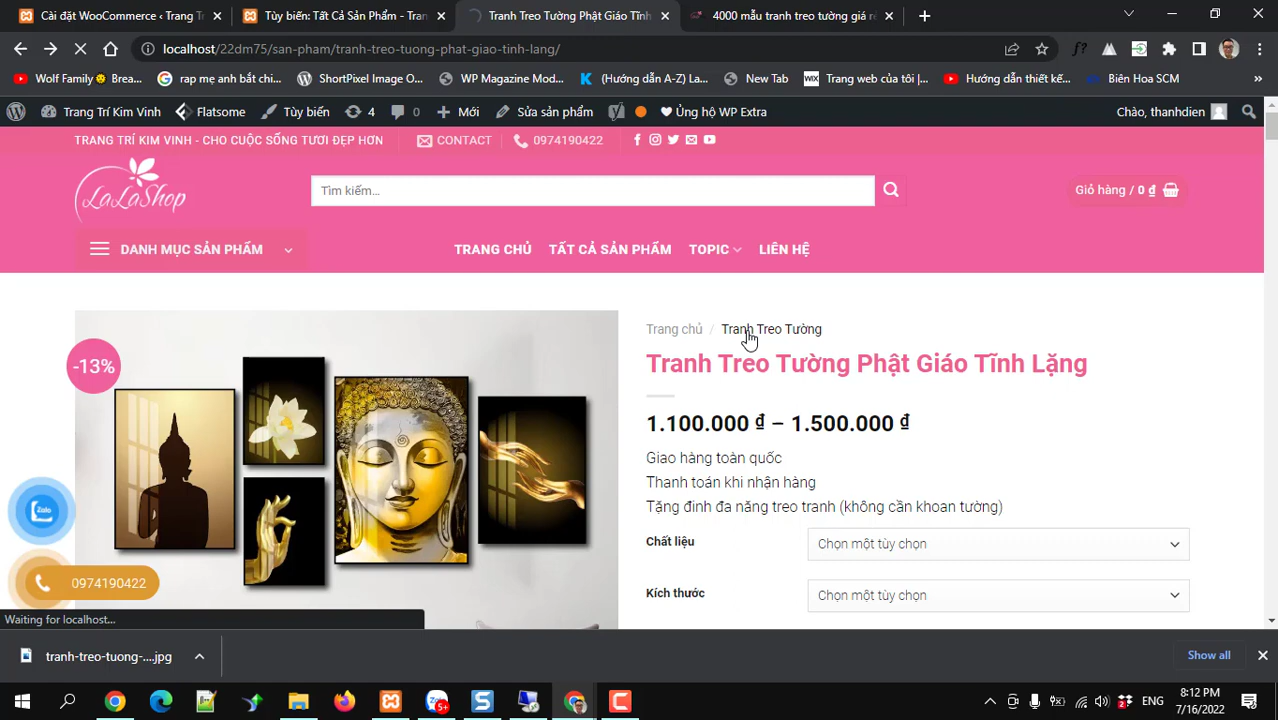 Cài đặt WooCommerce ‹ Trang Tr
Tùy biến: Tất Cả Sản Phẩm - Tran
Tranh Treo Tường Phật Giáo Tĩnh
4000 mẫu tranh treo tường giá rẻ
localhost/22dm75/san-pham/tranh-treo-tuong-phat-giao-tinh-lang/
Wolf Family Brea...
rap mẹ anh bắt chi...
ShortPixel Image O...
WP Magazine Mod...
(Hướng dẫn A-Z) La...
New Tab
WIX Trang web của tôi |...
Hướng dẫn thiết kế...
Biên Hoa SCM
Trang Trí Kim Vinh
Flatsome
Tùy biến
4
0
Mới
Sửa sản phẩm
Ủng hộ WP Extra
Chào, thanhdien
TRANG TRÍ KIM VINH - CHO CUỘC SỐNG TƯƠI ĐẸP HƠN
CONTACT
0974190422
LaLaShop
Tìm kiếm...
Giỏ hàng / 0 ₫
DANH MỤC SẢN PHẨM
TRANG CHỦ
TẤT CẢ SẢN PHẨM
TOPIC
LIÊN HỆ
Trang chủ / Tranh Treo Tường
-13%
Tranh Treo Tường Phật Giáo Tĩnh Lặng
1.100.000 ₫ – 1.500.000 ₫
Giao hàng toàn quốc
Thanh toán khi nhận hàng
Tặng đinh đa năng treo tranh (không cần khoan tường)
Chất liệu
Chọn một tùy chọn
Kích thước
Chọn một tùy chọn
Zalo
0974190422
Waiting for localhost...
tranh-treo-tuong-....jpg
Show all
Zalo
5+
S
2
ENG
8:12 PM
7/16/2022